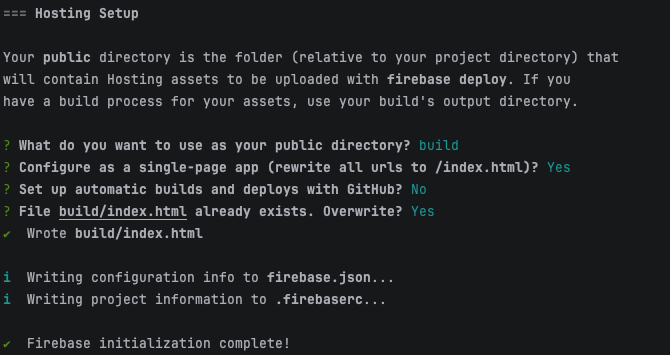 === Hosting Setup
Your public directory is the folder (relative to your project directory) that
will contain Hosting assets to be uploaded with firebase deploy. If you
have a build process for your assets, use your build's output directory.
? What do you want to use as your public directory? build
? Configure as a single-page app (rewrite all urls to /index.html)? Yes
? Set up automatic builds and deploys with GitHub? No
? File build/index.html already exists. Overwrite? Yes
✔  Wrote build/index.html
i  Writing configuration info to firebase.json...
i  Writing project information to .firebaserc...
✔  Firebase initialization complete!